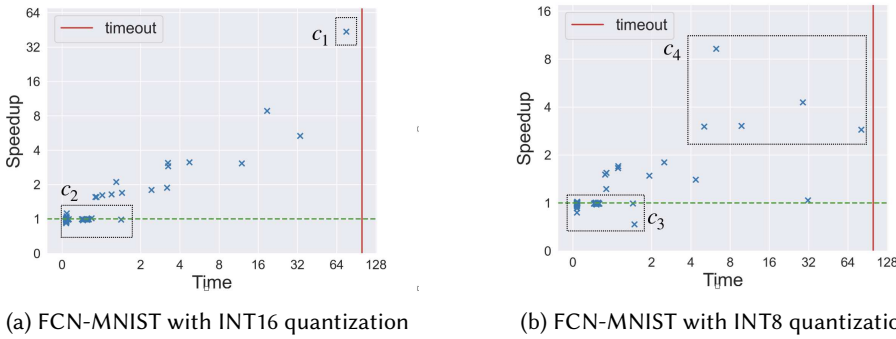 64
32
16
8
4
2
1
0
Speedup
timeout
c1
c2
0 2 4 8 16 32 64 128
Time
(a) FCN-MNIST with INT16 quantization
16
8
4
2
1
0
Speedup
timeout
c4
c3
0 2 4 8 16 32 64 128
Time
(b) FCN-MNIST with INT8 quantizatio